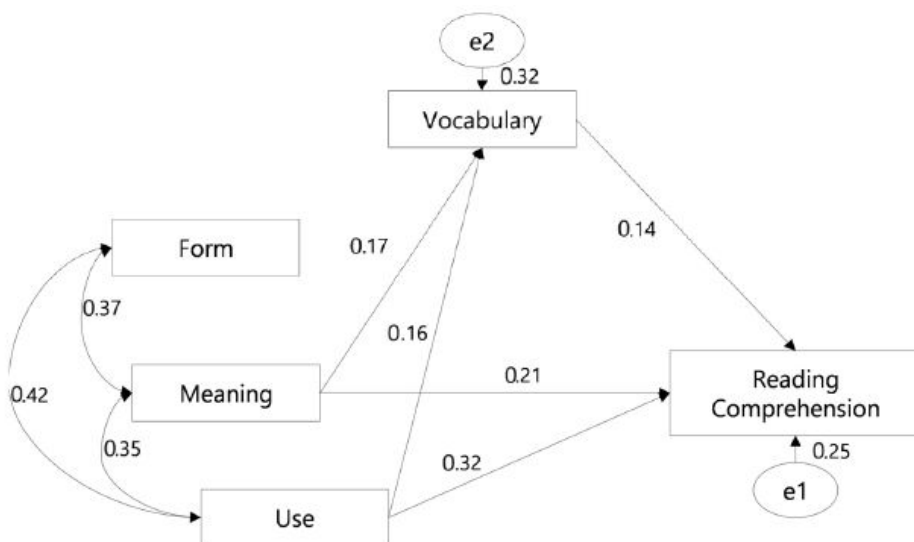 e2
0.32
Vocabulary
Form
0.17
0.14
0.37
0.16
0.42
Meaning
0.21
Reading
Comprehension
0.35
0.32
0.25
Use
e1